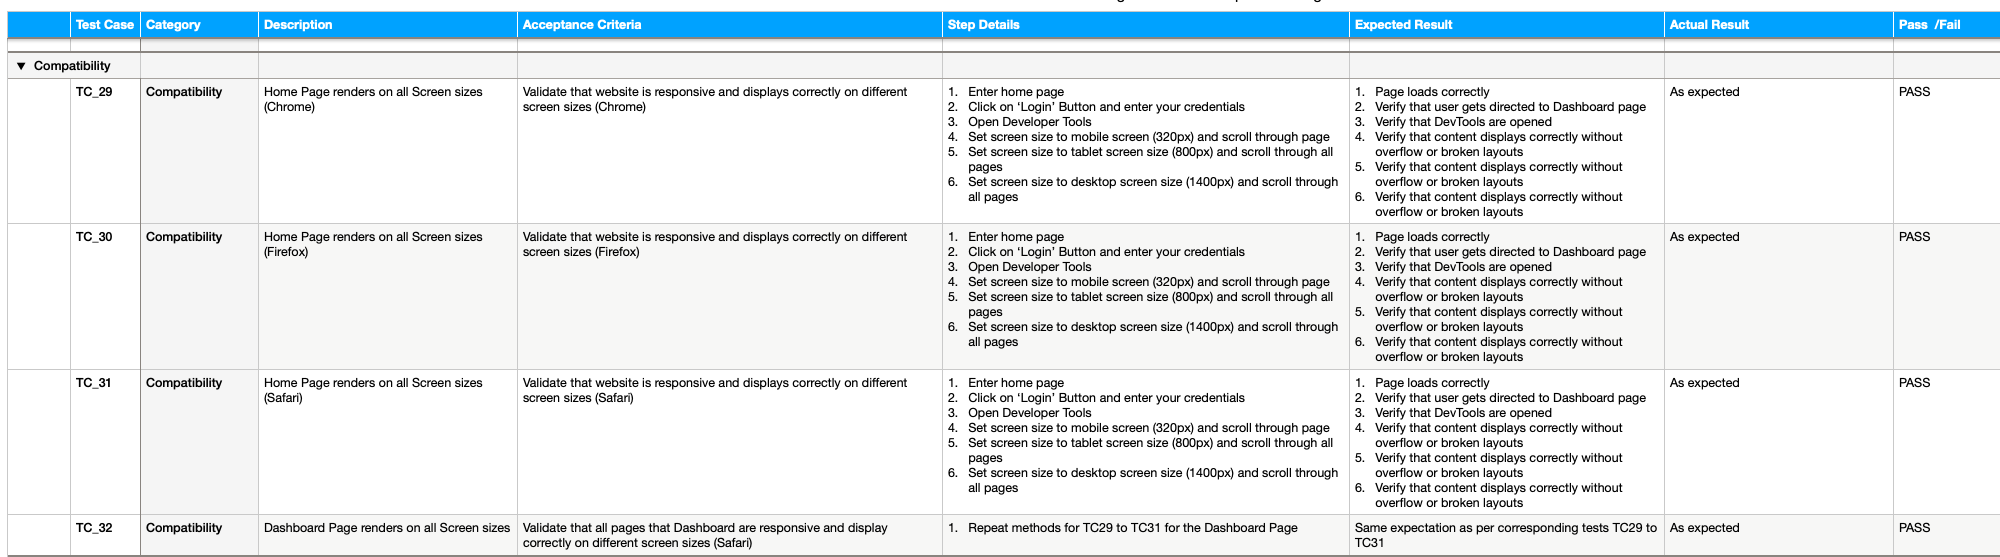 Test Case Category Description Acceptance Criteria Step Details Expected Result Actual Result Pass /Fail
▼ Compatibility
TC_29
Compatibility
Home Page renders on all Screen sizes
(Chrome)
Validate that website is responsive and displays correctly on different
screen sizes (Chrome)
1. Enter home page
2. Click on ‘Login’ Button and enter your credentials
3. Open Developer Tools
4. Set screen size to mobile screen (320px) and scroll through page
5. Set screen size to tablet screen size (800px) and scroll through all
pages
6. Set screen size to desktop screen size (1400px) and scroll through
all pages
1. Page loads correctly
2. Verify that user gets directed to Dashboard page
3. Verify that DevTools are opened
4. Verify that content displays correctly without
overflow or broken layouts
5. Verify that content displays correctly without
overflow or broken layouts
6. Verify that content displays correctly without
overflow or broken layouts
As expected
PASS
TC_30
Compatibility
Home Page renders on all Screen sizes
(Firefox)
Validate that website is responsive and displays correctly on different
screen sizes (Firefox)
1. Enter home page
2. Click on ‘Login’ Button and enter your credentials
3. Open Developer Tools
4. Set screen size to mobile screen (320px) and scroll through page
5. Set screen size to tablet screen size (800px) and scroll through all
pages
6. Set screen size to desktop screen size (1400px) and scroll through
all pages
1. Page loads correctly
2. Verify that user gets directed to Dashboard page
3. Verify that DevTools are opened
4. Verify that content displays correctly without
overflow or broken layouts
5. Verify that content displays correctly without
overflow or broken layouts
6. Verify that content displays correctly without
overflow or broken layouts
As expected
PASS
TC_31
Compatibility
Home Page renders on all Screen sizes
(Safari)
Validate that website is responsive and displays correctly on different
screen sizes (Safari)
1. Enter home page
2. Click on ‘Login’ Button and enter your credentials
3. Open Developer Tools
4. Set screen size to mobile screen (320px) and scroll through page
5. Set screen size to tablet screen size (800px) and scroll through all
pages
6. Set screen size to desktop screen size (1400px) and scroll through
all pages
1. Page loads correctly
2. Verify that user gets directed to Dashboard page
3. Verify that DevTools are opened
4. Verify that content displays correctly without
overflow or broken layouts
5. Verify that content displays correctly without
overflow or broken layouts
6. Verify that content displays correctly without
overflow or broken layouts
As expected
PASS
TC_32
Compatibility
Dashboard Page renders on all Screen sizes
Validate that all pages that Dashboard are responsive and display
correctly on different screen sizes (Safari)
1. Repeat methods for TC29 to TC31 for the Dashboard Page
Same expectation as per corresponding tests TC29 to
TC31
As expected
PASS